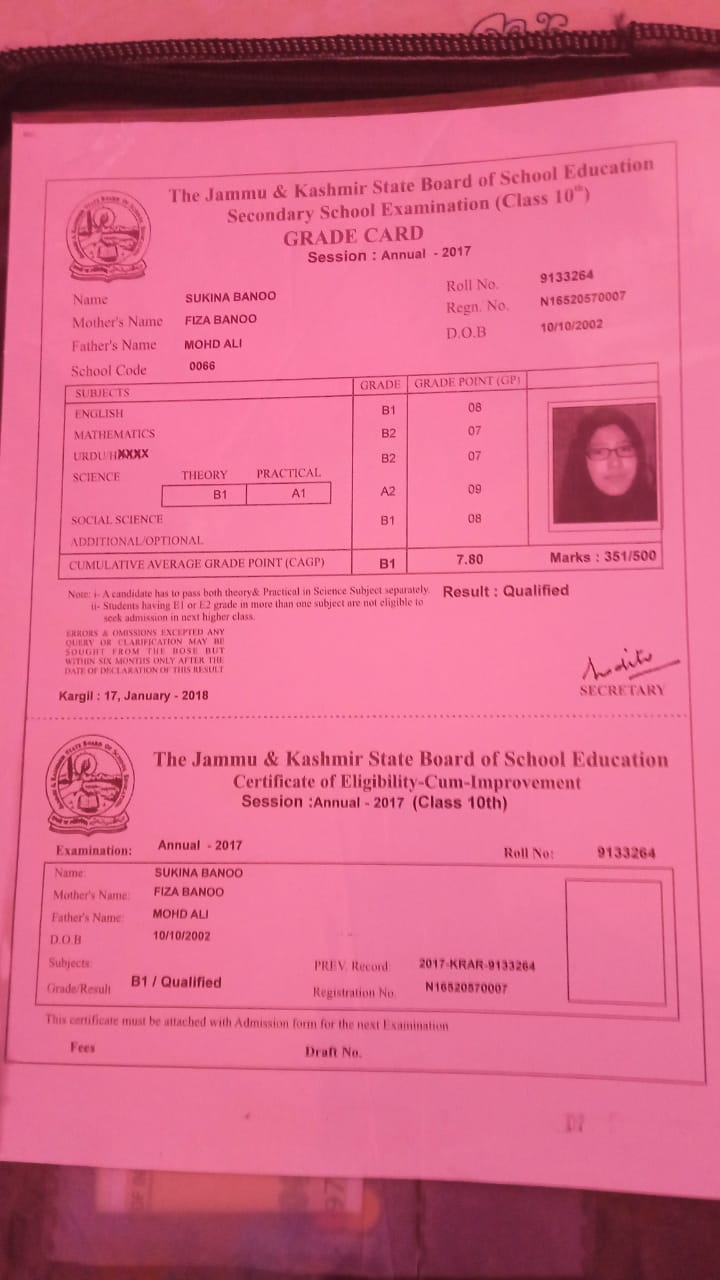 The Jammu & Kashmir State Board of School Education
Secondary School Examination (Class 10th)
GRADE CARD
Session : Annual - 2017
Name SUKINA BANOO Roll No. 9133264
Mother's Name FIZA BANOO Regn. No. N16520570007
Father's Name MOHD ALI D.O.B 10/10/2002
School Code 0066
SUBJECTS GRADE GRADE POINT (GP)
ENGLISH B1 08
MATHEMATICS B2 07
URDU/HXXXX B2 07
SCIENCE THEORY PRACTICAL
B1 A1 A2 09
SOCIAL SCIENCE B1 08
ADDITIONAL/OPTIONAL
CUMULATIVE AVERAGE GRADE POINT (CAGP) B1 7.80 Marks : 351/500
Note: i- A candidate has to pass both theory& Practical in Science Subject separately. Result : Qualified
ii- Students having E1 or E2 grade in more than one subject are not eligible to
seek admission in next higher class.
ERRORS & OMISSIONS EXCEPTED ANY
QUERY OR CLARIFICATION MAY BE
SOUGHT FROM THE BOSE BUT
WITHIN SIX MONTHS ONLY AFTER THE
DATE OF DECLARATION OF THIS RESULT
Kargil : 17, January - 2018
SECRETARY
The Jammu & Kashmir State Board of School Education
Certificate of Eligibility-Cum-Improvement
Session :Annual - 2017 (Class 10th)
Examination: Annual - 2017 Roll No: 9133264
Name: SUKINA BANOO
Mother's Name: FIZA BANOO
Father's Name: MOHD ALI
D.O.B 10/10/2002
Subjects: PREV. Record: 2017-KRAR-9133264
Grade/Result B1 / Qualified Registration No. N16520570007
This certificate must be attached with Admission form for the next Examination
Fees Draft No.